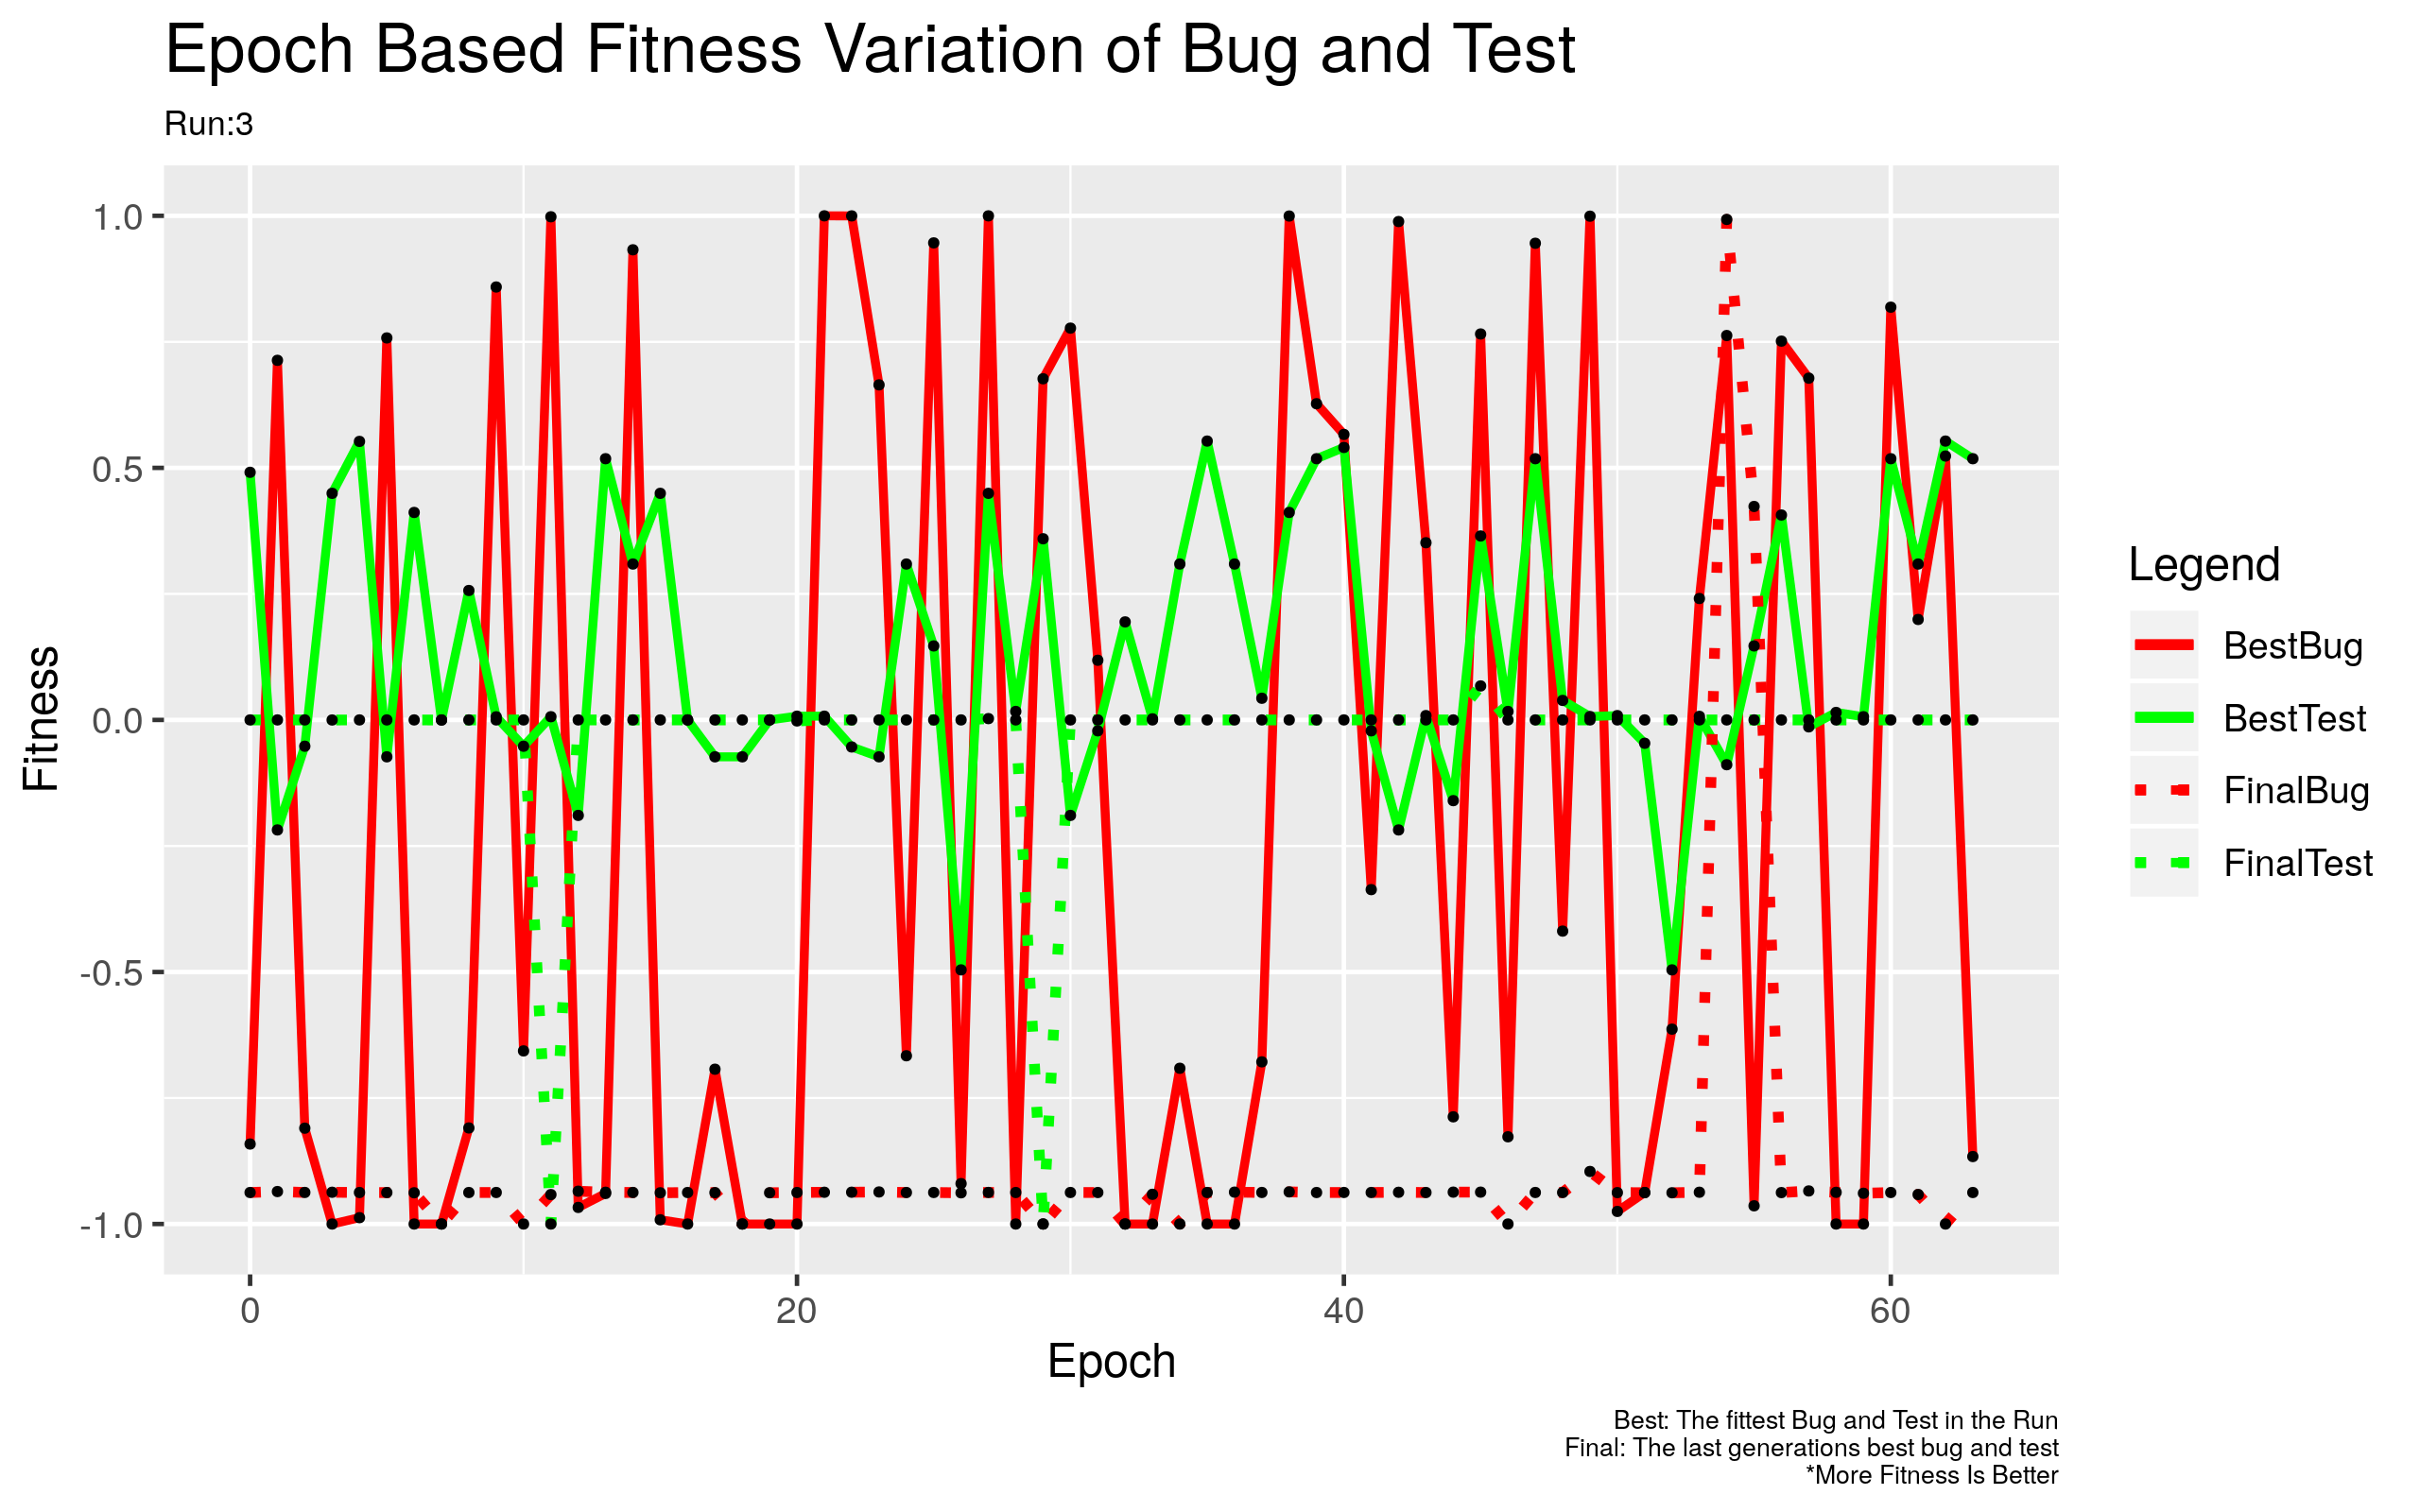 Epoch Based Fitness Variation of Bug and Test
Run:3
Fitness
1.0
0.5
0.0
-0.5
-1.0
0
20
40
60
Epoch
Legend
BestBug
BestTest
FinalBug
FinalTest
Best: The fittest Bug and Test in the Run
Final: The last generations best bug and test
*More Fitness Is Better